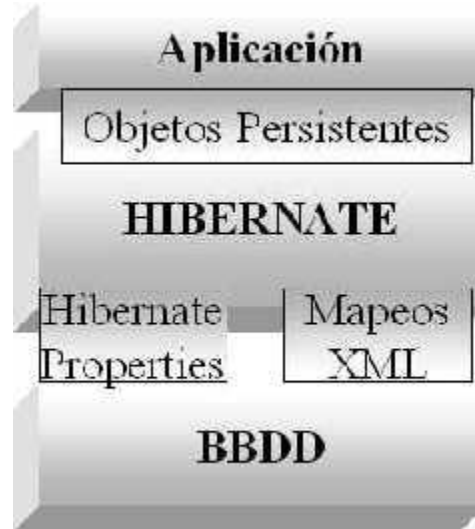 Aplicación
Objetos Persistentes
HIBERNATE
Hibernate
Properties
Mapeos
XML
BBDD